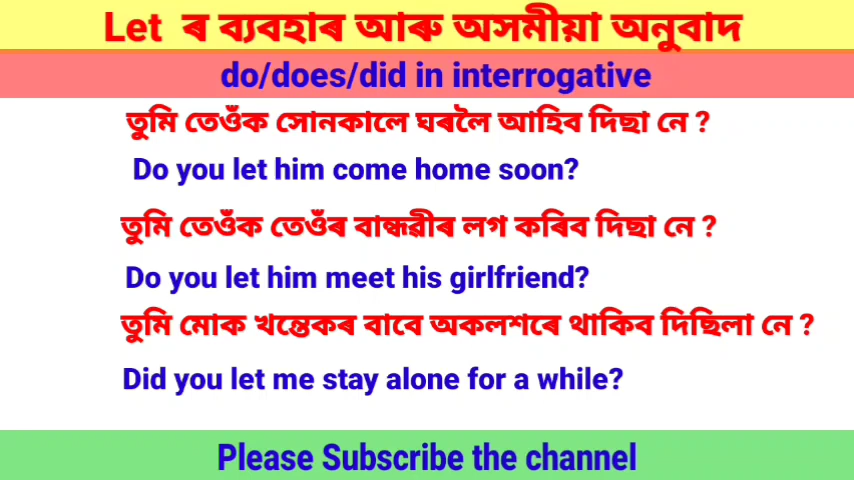 Let ৰ ব্যবহাৰ আৰু অসমীয়া অনুবাদ
do/does/did in interrogative
তুমি তেওঁক সোনকালে ঘৰলৈ আহিব দিছা নে ?
Do you let him come home soon?
তুমি তেওঁক তেওঁৰ বান্ধৱীৰ লগ কৰিব দিছা নে ?
Do you let him meet his girlfriend?
তুমি মোক খন্তেকৰ বাবে অকলশৰে থাকিব দিছিলা নে ?
Did you let me stay alone for a while?
Please Subscribe the channel